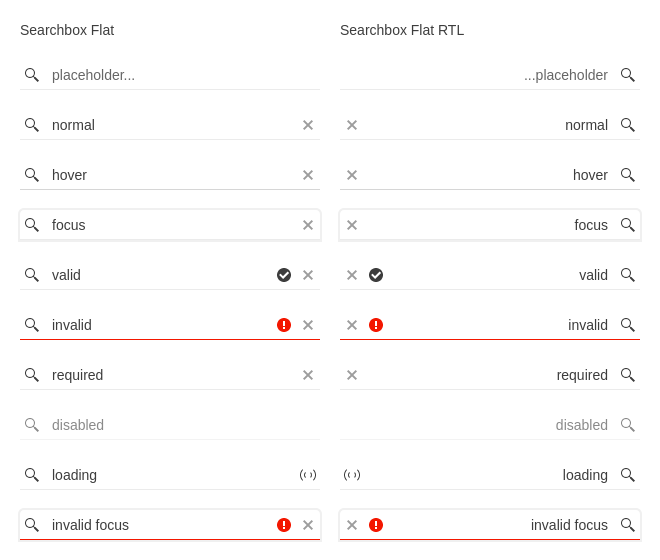 Searchbox Flat
placeholder...
normal
hover
focus
valid
invalid
required
disabled
loading
invalid focus
Searchbox Flat RTL
...placeholder
normal
hover
focus
valid
invalid
required
disabled
loading
invalid focus